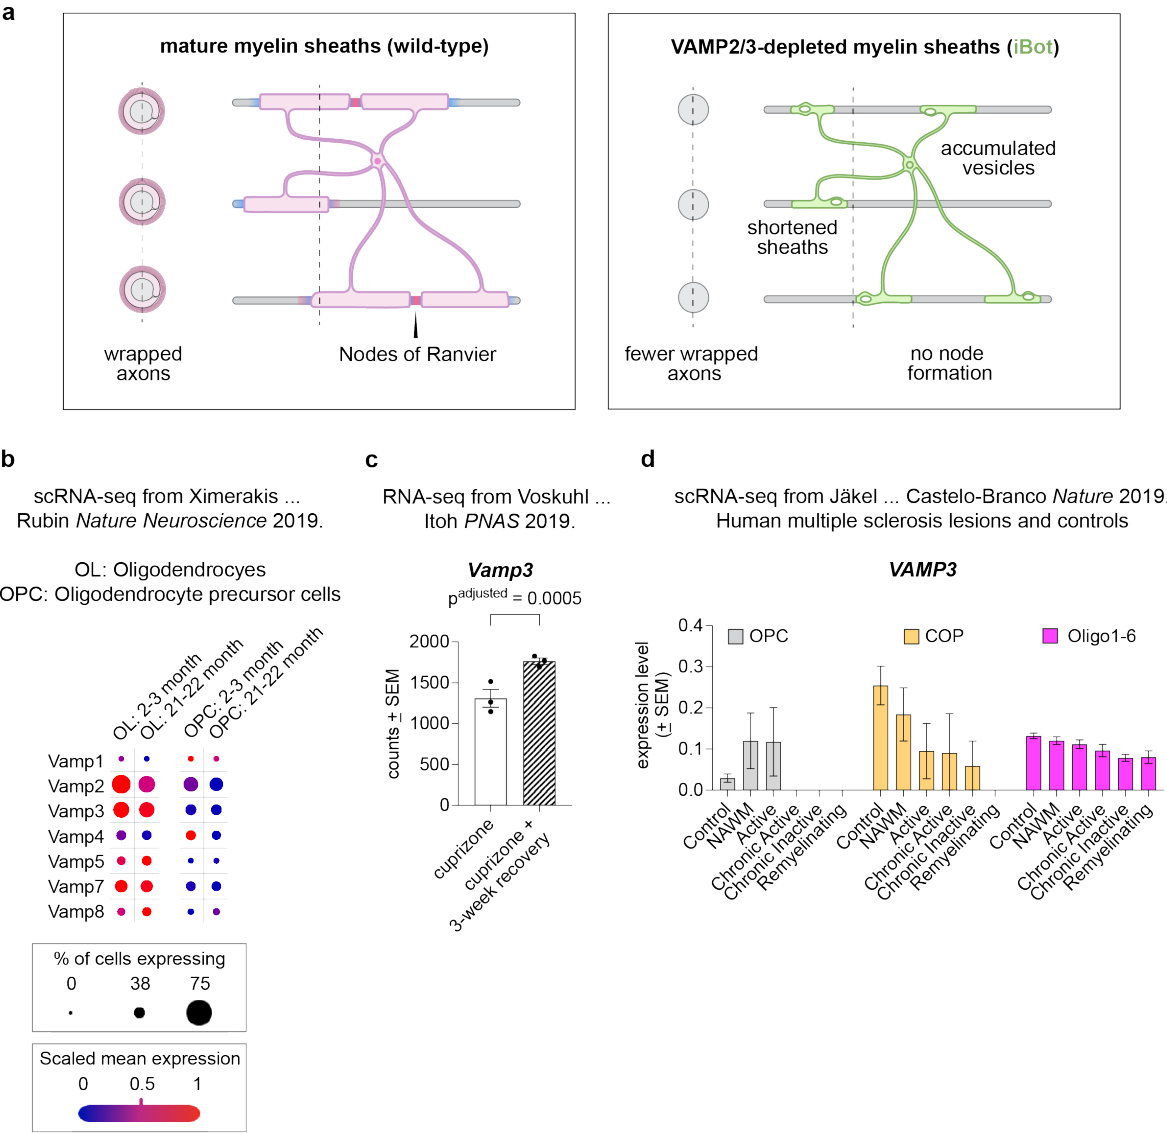 a
mature myelin sheaths (wild-type)
wrapped
axons
Nodes of Ranvier
VAMP2/3-depleted myelin sheaths (iBot)
accumulated
vesicles
shortened
sheaths
fewer wrapped
axons
no node
formation
b
scRNA-seq from Ximerakis ...
Rubin Nature Neuroscience 2019.
OL: Oligodendrocyes
OPC: Oligodendrocyte precursor cells
OL: 2-3 month
OL: 21-22 month
OPC: 2-3 month
OPC: 21-22 month
Vamp1
Vamp2
Vamp3
Vamp4
Vamp5
Vamp7
Vamp8
% of cells expressing
0 38 75
Scaled mean expression
0 0.5 1
c
RNA-seq from Voskuhl ...
Itoh PNAS 2019.
Vamp3
padjusted = 0.0005
counts ± SEM
2000
1500
1000
500
0
cuprizone
cuprizone +
3-week recovery
d
scRNA-seq from Jäkel ... Castelo-Branco Nature 2019.
Human multiple sclerosis lesions and controls
VAMP3
OPC
COP
Oligo1-6
expression level
(± SEM)
0.4
0.3
0.2
0.1
0.0
Control
NAWM
Active
Chronic Active
Chronic Inactive
Remyelinating
Control
NAWM
Active
Chronic Active
Chronic Inactive
Remyelinating
Control
NAWM
Active
Chronic Active
Chronic Inactive
Remyelinating